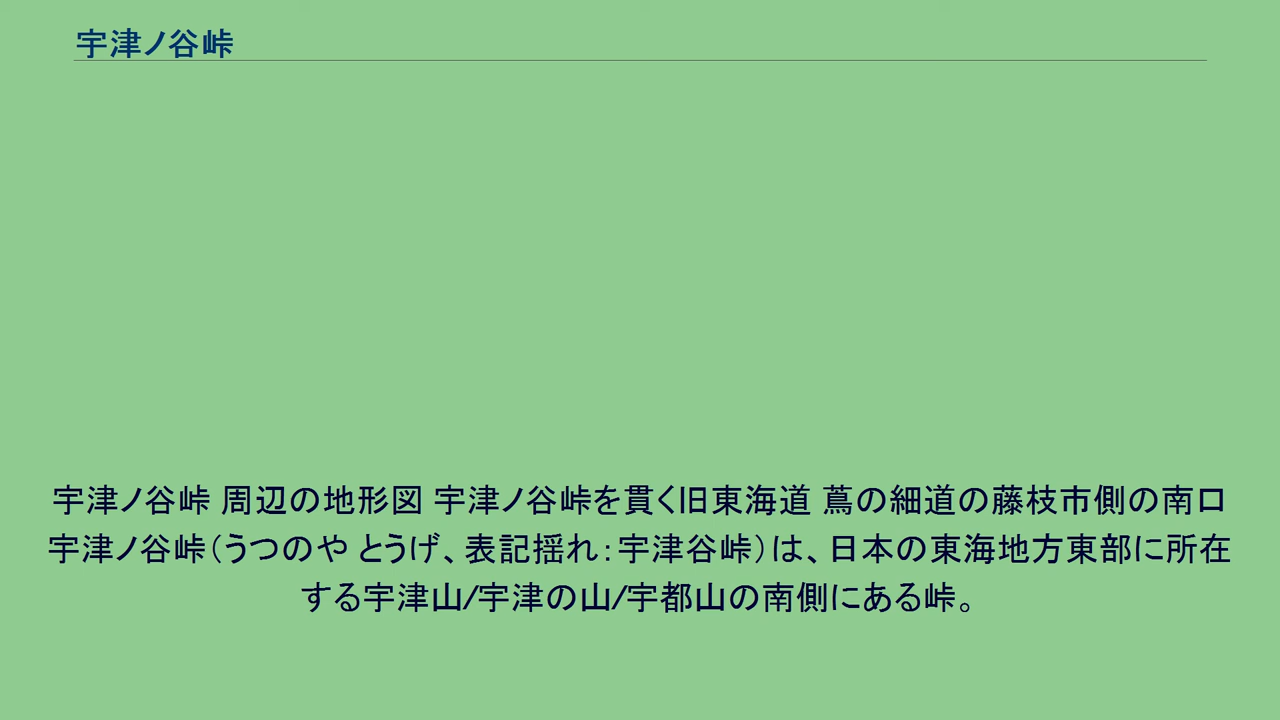 宇津ノ谷峠
宇津ノ谷峠 周辺の地形図 宇津ノ谷峠を貫く旧東海道 蔦の細道の藤枝市側の南口
宇津ノ谷峠（うつのや とうげ、表記揺れ：宇津谷峠）は、日本の東海地方東部に所在
する宇津山/宇津の山/宇都山の南側にある峠。